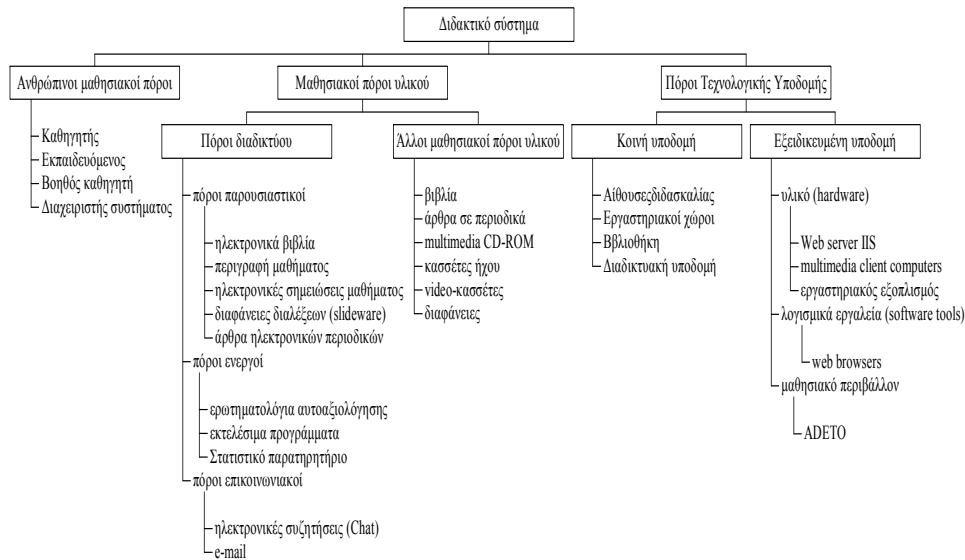 Διδακτικό σύστημα
Ανθρώπινοι μαθησιακοί πόροι
Καθηγητής
Εκπαιδευόμενος
Βοηθός καθηγητή
Διαχειριστής συστήματος
Μαθησιακοί πόροι υλικού
Πόροι διαδικτύου
πόροι παρουσιαστικοί
ηλεκτρονικά βιβλία
περιγραφή μαθήματος
ηλεκτρονικές σημειώσεις μαθήματος
διαφάνειες διαλέξεων (slideware)
άρθρα ηλεκτρονικών περιοδικών
πόροι ενεργοί
ερωτηματολόγια αυτοαξιολόγησης
εκτελέσιμα προγράμματα
Στατιστικό παρατηρητήριο
πόροι επικοινωνιακοί
ηλεκτρονικές συζητήσεις (Chat)
e-mail
Άλλοι μαθησιακοί πόροι υλικού
βιβλία
άρθρα σε περιοδικά
multimedia CD-ROM
κασσέτες ήχου
video-κασσέτες
διαφάνειες
Πόροι Τεχνολογικής Υποδομής
Κοινή υποδομή
Αίθουσεςδιδασκαλίας
Εργαστηριακοί χώροι
Ββλιοθήκη
Διαδικτυακή υποδομή
Εξειδικευμένη υποδομή
υλικό (hardware)
Web server IIS
multimedia client computers
εργαστηριακός εξοπλισμός
λογισμικά εργαλεία (software tools)
web browsers
μαθησιακό περιβάλλον
ADETO